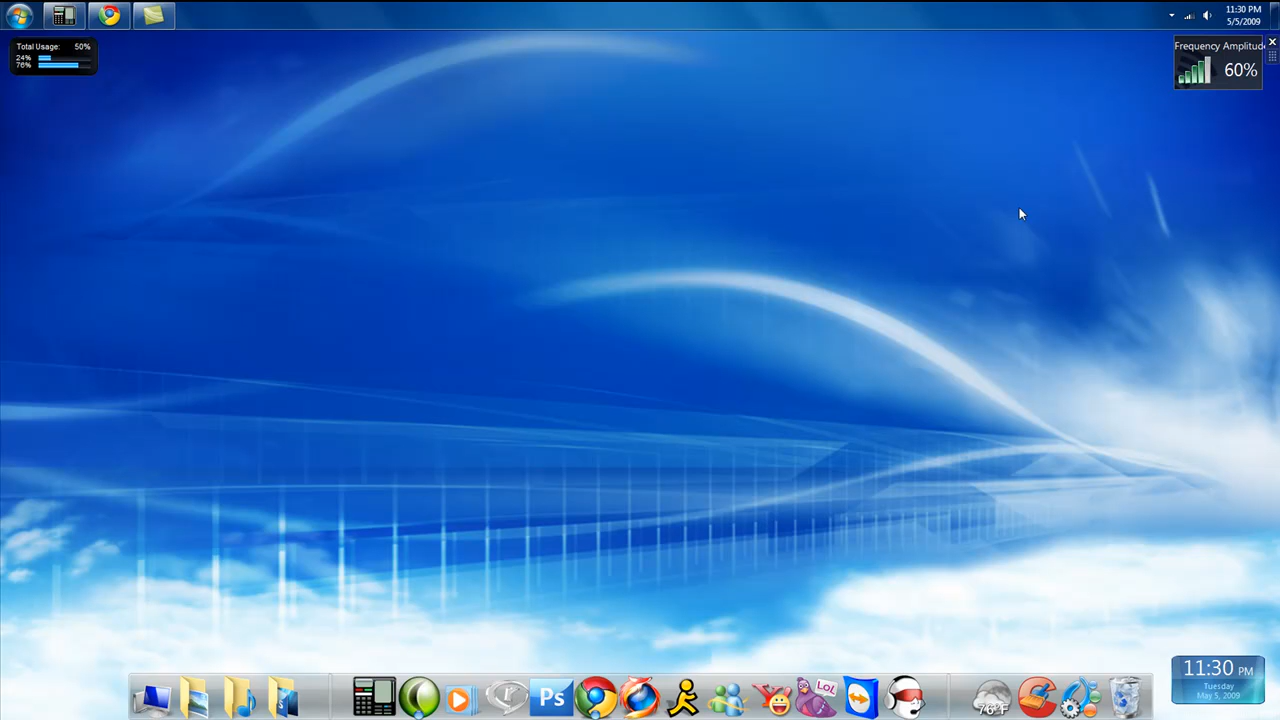 11:30 PM
5/5/2009
Total Usage: 50%
24%
76%
Frequency Amplitud
60%
Ps
LOL
76°F
11:30 PM
Tuesday
May 5, 2009